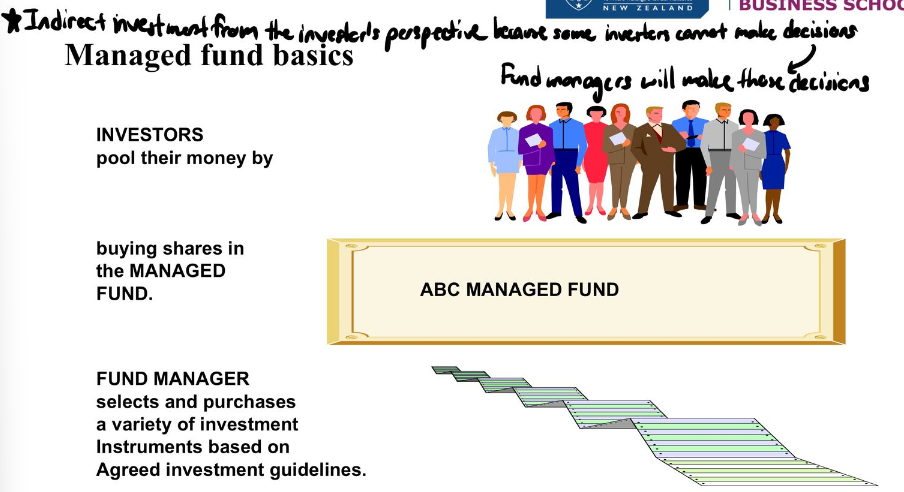 NEW ZEALAND
BUSINESS SCHOO
★ Indirect investment from the investor's perspective because some investors cannot make decisions
Managed fund basics
Fund managers will make those decisions
INVESTORS
pool their money by
buying shares in
the MANAGED
FUND.
ABC MANAGED FUND
FUND MANAGER
selects and purchases
a variety of investment
Instruments based on
Agreed investment guidelines.